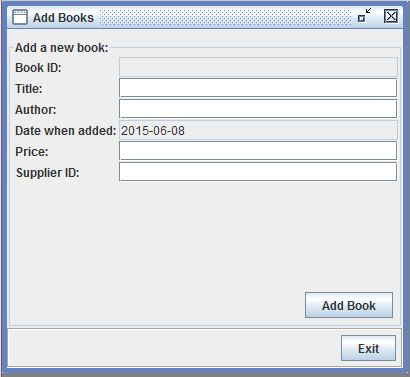 Add Books
Add a new book:
Book ID:
Title:
Author:
Date when added: 2015-06-08
Price:
Supplier ID:
Add Book
Exit